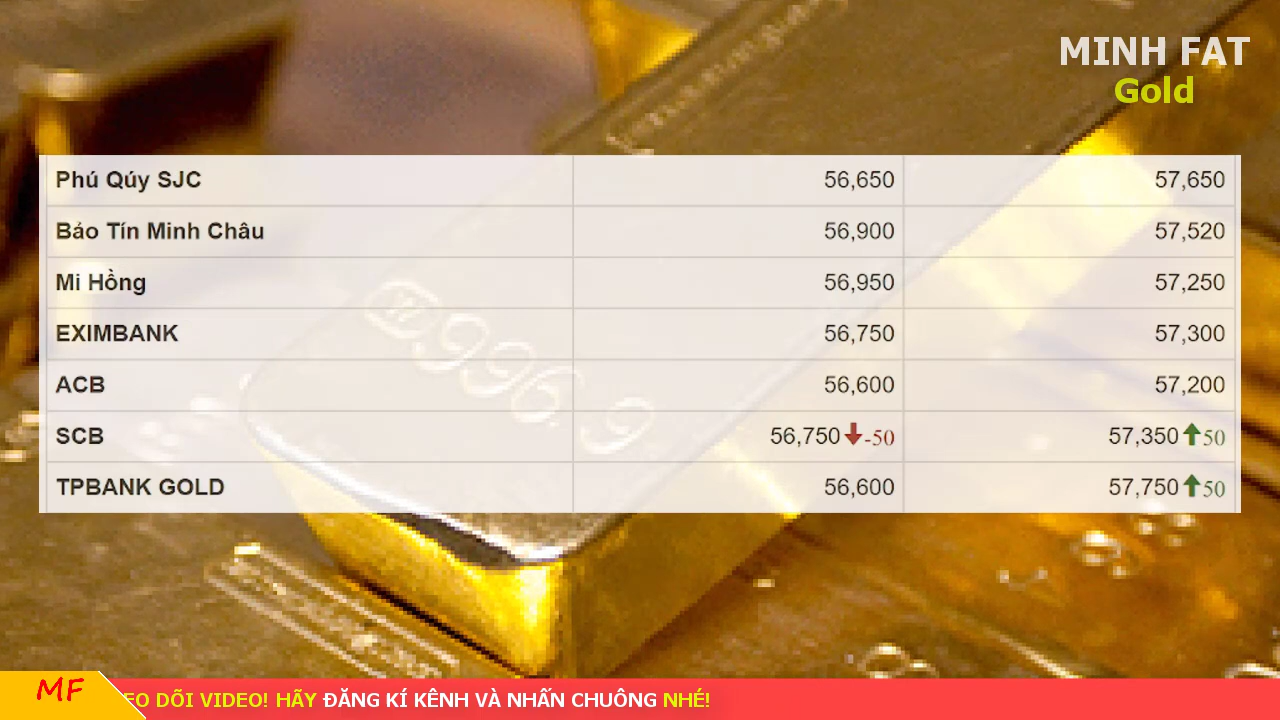 MINH FAT
Gold
Phú Qúy SJC 56,650 57,650
Bảo Tín Minh Châu 56,900 57,520
Mi Hồng 56,950 57,250
EXIMBANK 56,750 57,300
ACB 56,600 57,200
SCB 56,750 -50 57,350 50
TPBANK GOLD 56,600 57,750 50
996.9
MF DÕI VIDEO! HÃY ĐĂNG KÍ KÊNH VÀ NHẤN CHUÔNG NHÉ!